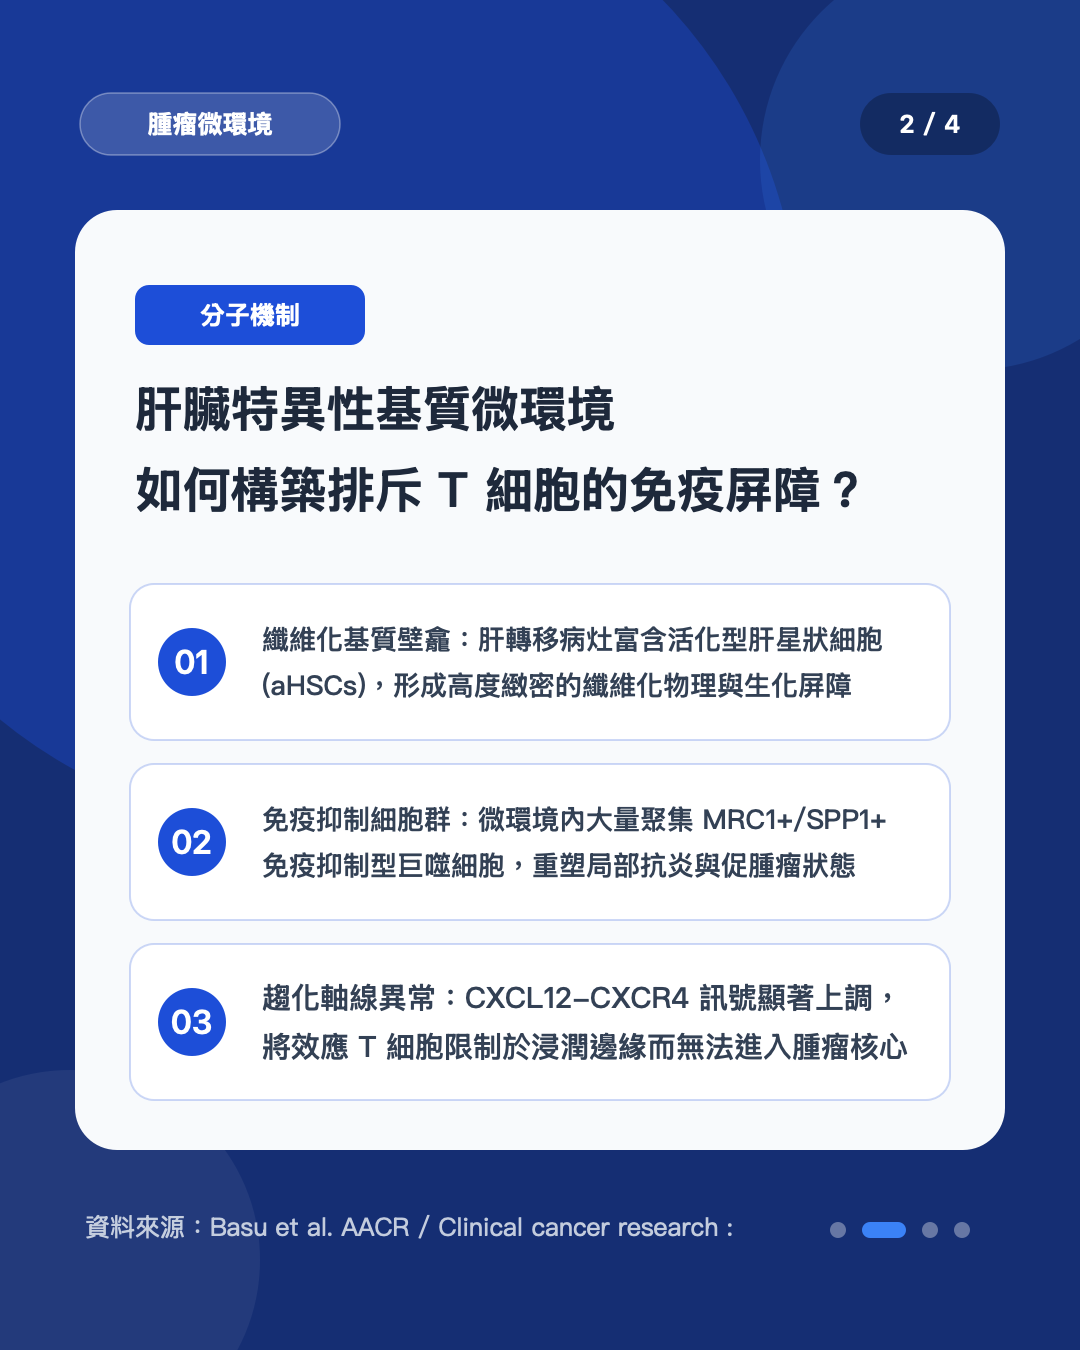 腫瘤微環境
2 / 4
分子機制
肝臟特異性基質微環境
如何構築排斥 T 細胞的免疫屏障？
01
纖維化基質壁龕：肝轉移病灶富含活化型肝星狀細胞
(aHSCs)，形成高度緻密的纖維化物理與生化屏障
02
免疫抑制細胞群：微環境內大量聚集 MRC1+/SPP1+
免疫抑制型巨噬細胞，重塑局部抗炎與促腫瘤狀態
03
趨化軸線異常：CXCL12–CXCR4 訊號顯著上調，
將效應 T 細胞限制於浸潤邊緣而無法進入腫瘤核心
資料來源：Basu et al. AACR / Clinical cancer research :